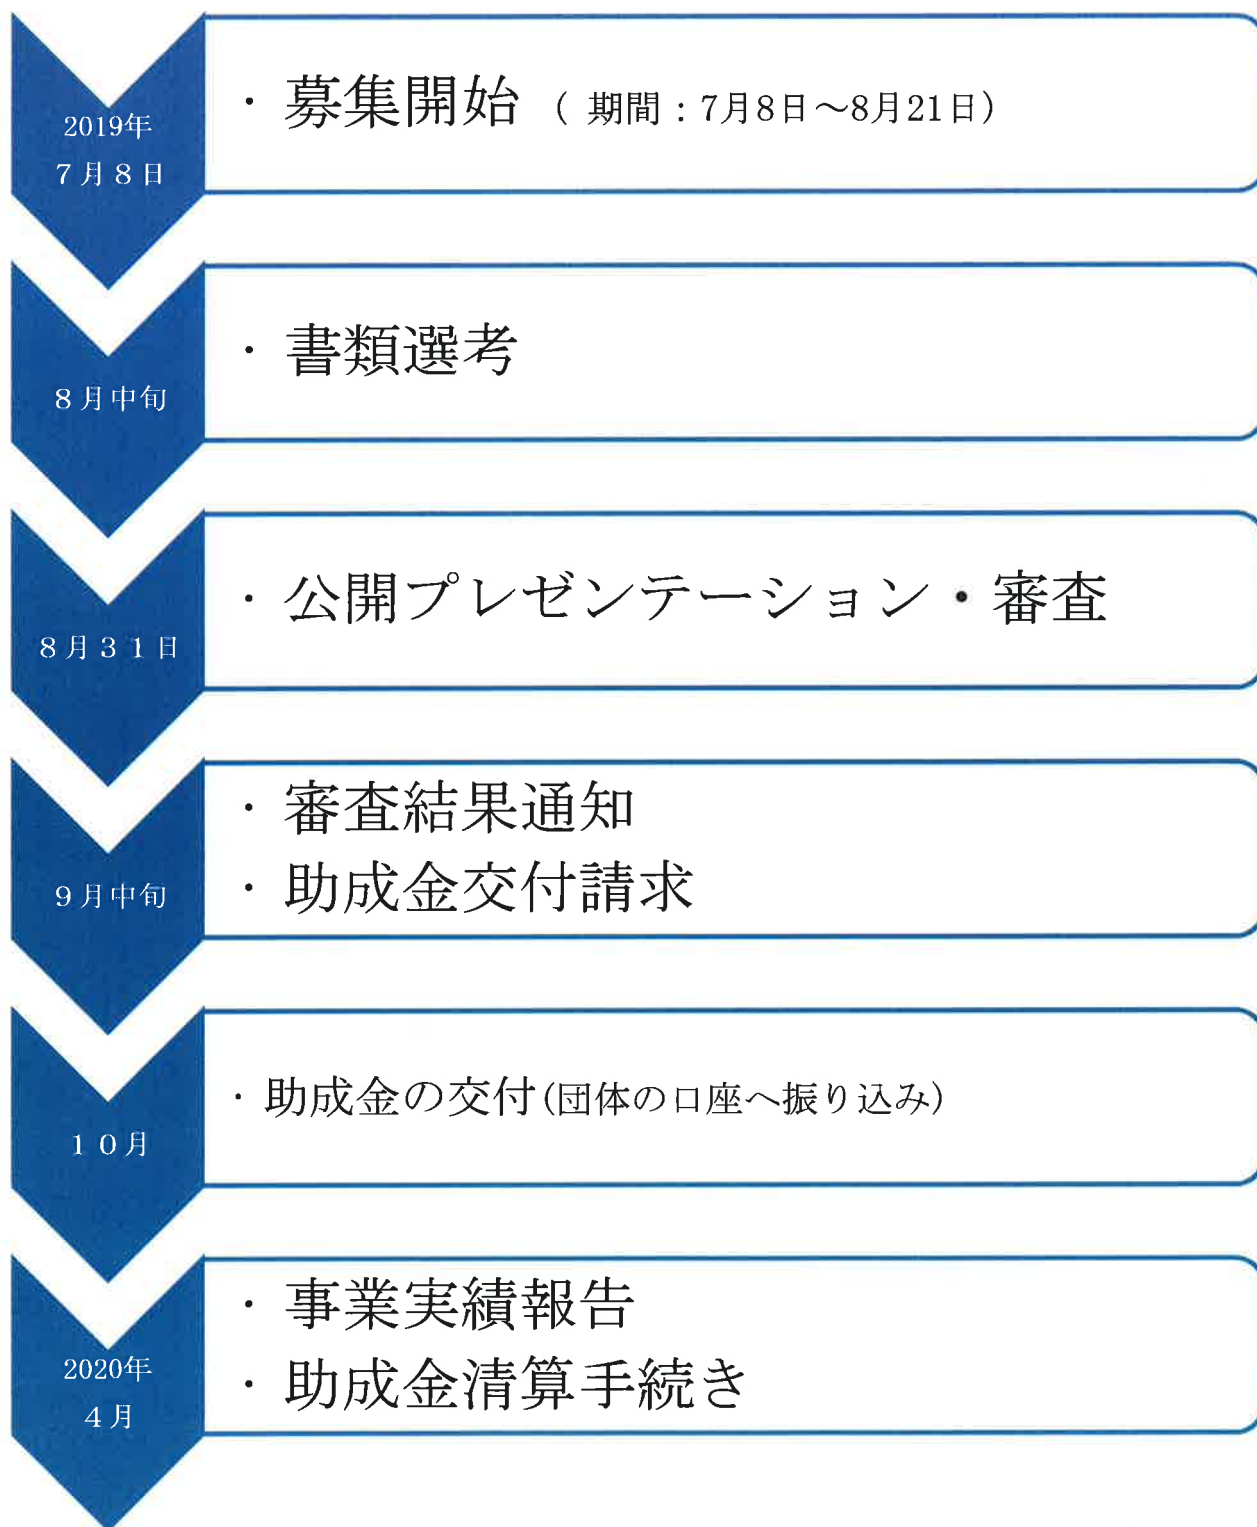 2019年
７月８日
・募集開始 （ 期間：7月8日～8月21日）
８月中旬
・書類選考
８月３１日
・公開プレゼンテーション・審査
９月中旬
・審査結果通知
・助成金交付請求
１０月
・助成金の交付(団体の口座へ振り込み)
2020年
４月
・事業実績報告
・助成金清算手続き